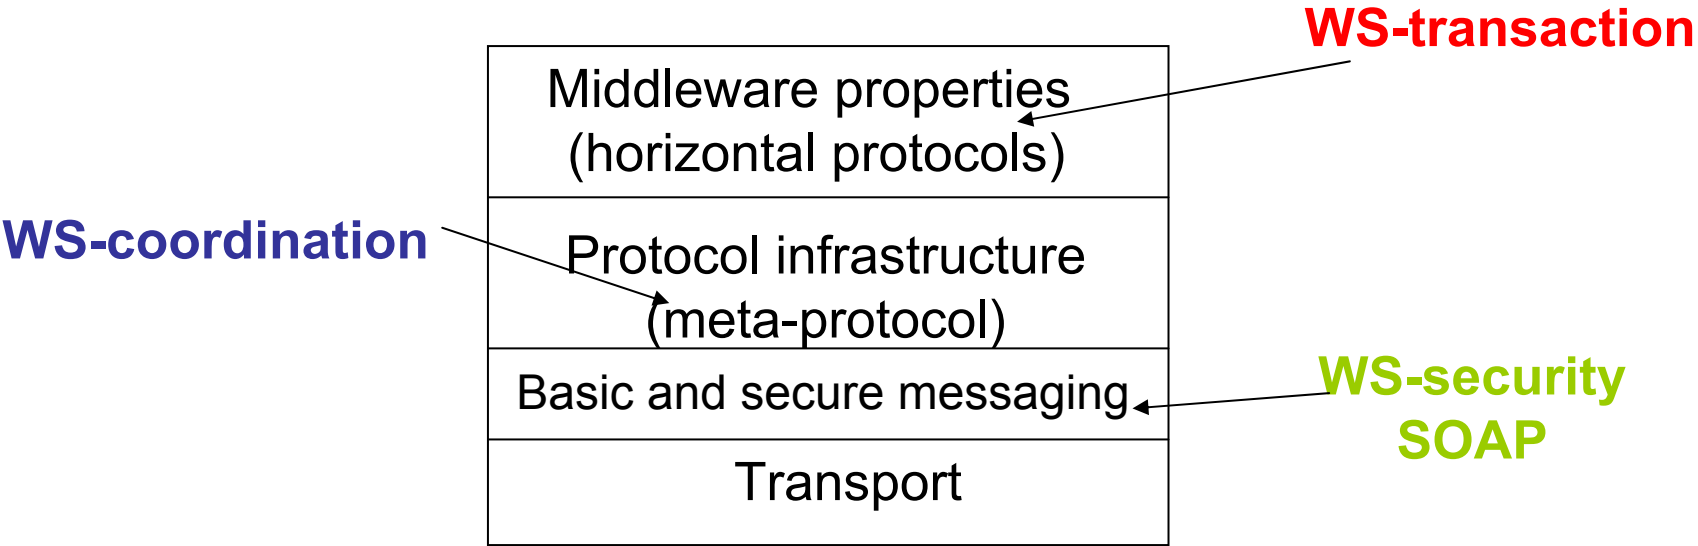 WS-transaction
Middleware properties
(horizontal protocols)
WS-coordination
Protocol infrastructure
(meta-protocol)
Basic and secure messaging
WS-security
SOAP
Transport